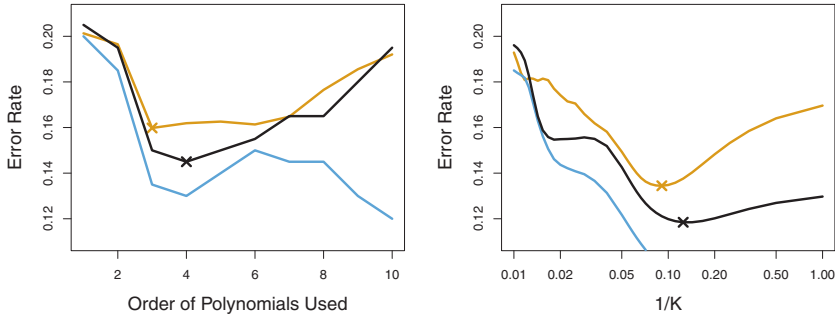 Error Rate
0.12 0.14 0.16 0.18 0.20
2 4 6 8 10
Order of Polynomials Used
Error Rate
0.12 0.14 0.16 0.18 0.20
0.01 0.02 0.05 0.10 0.20 0.50 1.00
1/K